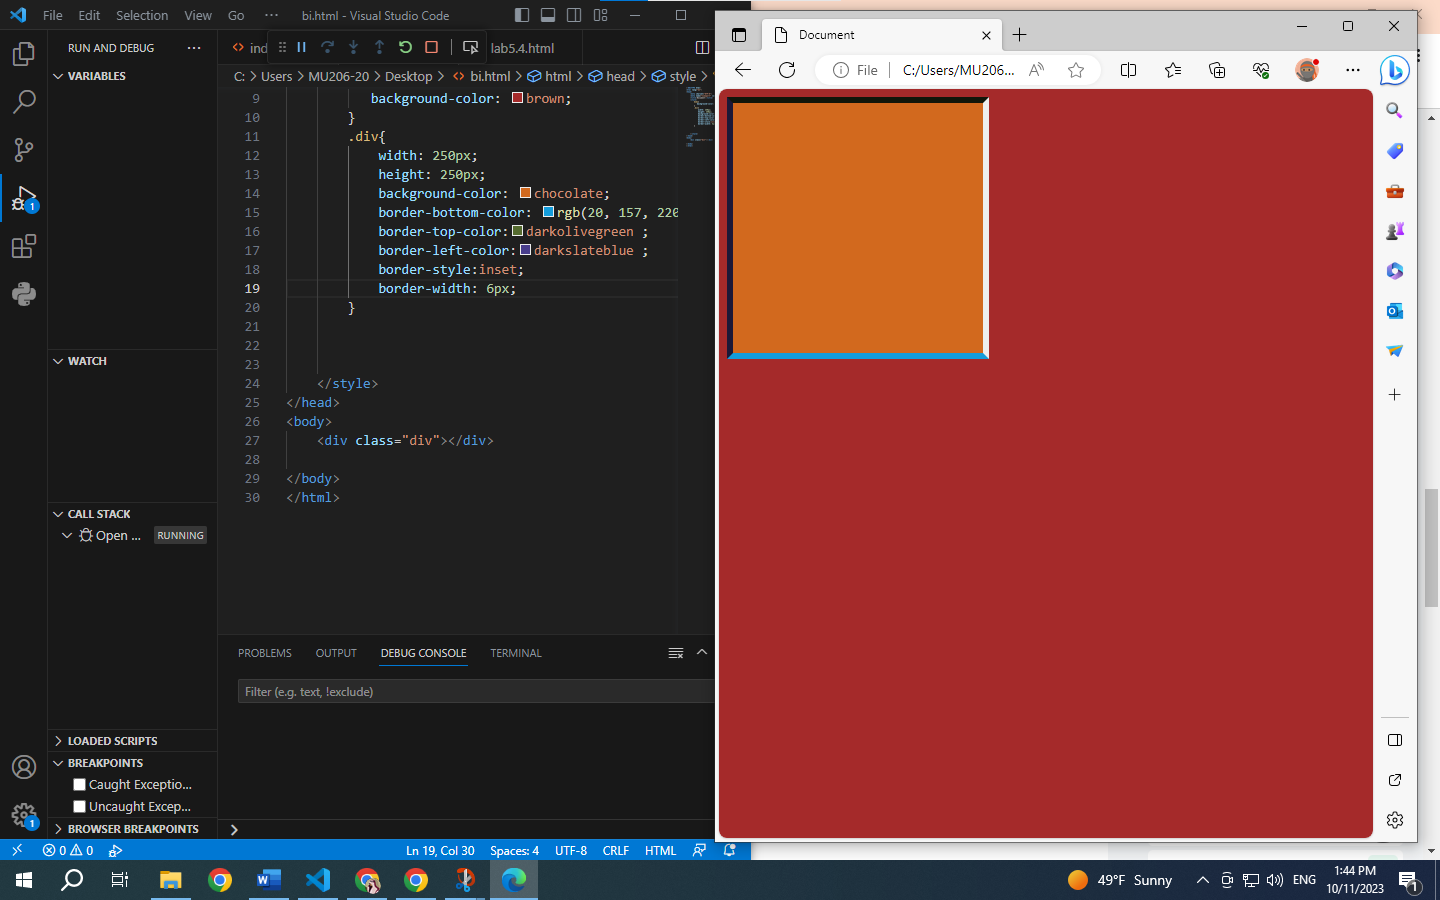 File Edit Selection View Go ··· bi.html - Visual Studio Code
RUN AND DEBUG ···
VARIABLES
WATCH
CALL STACK
Open ... RUNNING
LOADED SCRIPTS
BREAKPOINTS
Caught Exceptio...
Uncaught Excep...
BROWSER BREAKPOINTS
ind lab5.4.html
C: > Users > MU206-20 > Desktop > bi.html > html > head > style >
9 background-color: brown;
10 }
11 .div{
12 width: 250px;
13 height: 250px;
14 background-color: chocolate;
15 border-bottom-color: rgb(20, 157, 220
16 border-top-color: darkolivegreen ;
17 border-left-color: darkslateblue ;
18 border-style:inset;
19 border-width: 6px;
20 }
21
22
23
24 </style>
25 </head>
26 <body>
27 <div class="div"></div>
28
29 </body>
30 </html>
PROBLEMS OUTPUT DEBUG CONSOLE TERMINAL
Filter (e.g. text, !exclude)
0 0 Ln 19, Col 30 Spaces: 4 UTF-8 CRLF HTML
1
1
Document
File C:/Users/MU206...
49°F Sunny ENG 1:44 PM
10/11/2023
1